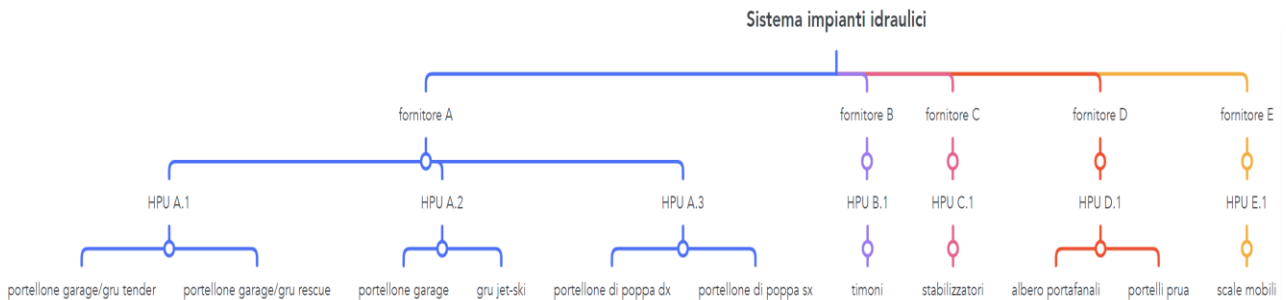 Sistema impianti idraulici
fornitore A fornitore B fornitore C fornitore D fornitore E
HPU A.1 HPU A.2 HPU A.3 HPU B.1 HPU C.1 HPU D.1 HPU E.1
portellone garage/gru tender portellone garage/gru rescue portellone garage gru jet-ski portellone di poppa dx portellone di poppa sx timoni stabilizzatori albero portafanali portelli prua scale mobili